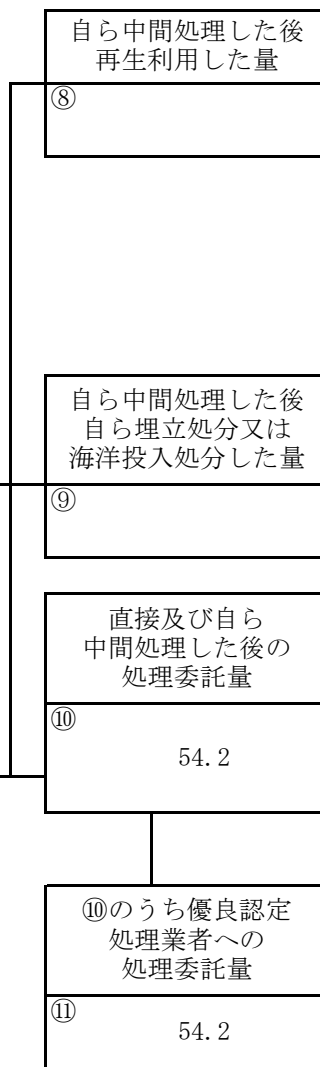 自ら中間処理した後
再生利用した量
⑧
自ら中間処理した後
自ら埋立処分又は
海洋投入処分した量
⑨
直接及び自ら
中間処理した後の
処理委託量
⑩
54.2
⑩のうち優良認定
処理業者への
処理委託量
⑪
54.2